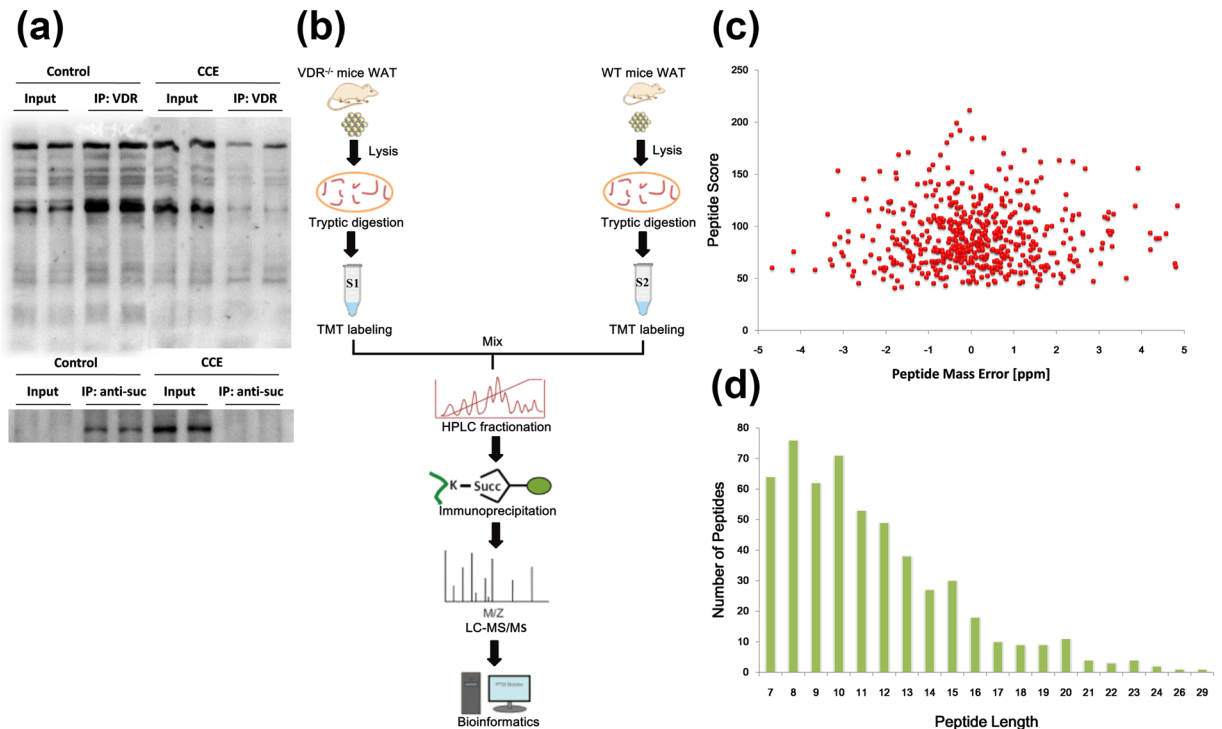 (a)
Control CCE
Input IP: VDR Input IP: VDR
Control CCE
Input IP: anti-suc Input IP: anti-suc
(b)
VDR-/- mice WAT WT mice WAT
Lysis Lysis
Tryptic digestion Tryptic digestion
S1 S2
TMT labeling TMT labeling
Mix
HPLC fractionation
K Succ
Immunoprecipitation
M/Z
LC-MS/Ms
Bioinformatics
(c)
250
200
150
100
50
0
Peptide Score
-5 -4 -3 -2 -1 0 1 2 3 4 5
Peptide Mass Error [ppm]
(d)
80
70
60
50
40
30
20
10
0
Number of Peptides
7 8 9 10 11 12 13 14 15 16 17 18 19 20 21 22 23 24 26 29
Peptide Length